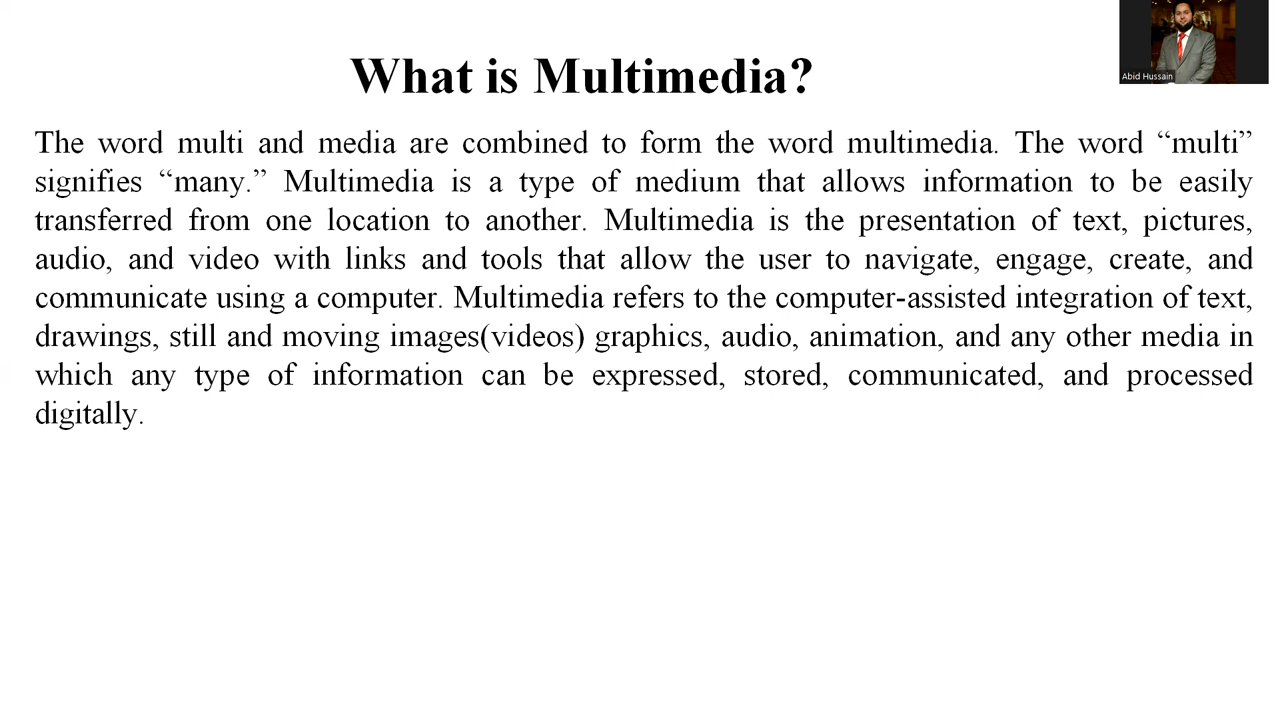 What is Multimedia?
Abid Hussain
The word multi and media are combined to form the word multimedia. The word “multi”
signifies “many.” Multimedia is a type of medium that allows information to be easily
transferred from one location to another. Multimedia is the presentation of text, pictures,
audio, and video with links and tools that allow the user to navigate, engage, create, and
communicate using a computer. Multimedia refers to the computer-assisted integration of text,
drawings, still and moving images(videos) graphics, audio, animation, and any other media in
which any type of information can be expressed, stored, communicated, and processed
digitally.